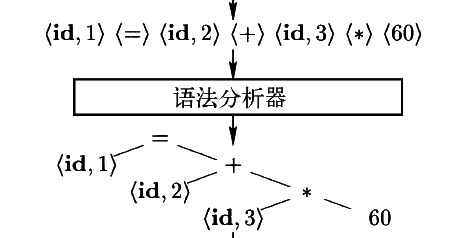 ⟨id, 1⟩ ⟨=⟩ ⟨id, 2⟩ ⟨+⟩ ⟨id, 3⟩ ⟨*⟩ ⟨60⟩
语法分析器
=
⟨id, 1⟩ +
⟨id, 2⟩ *
⟨id, 3⟩ 60